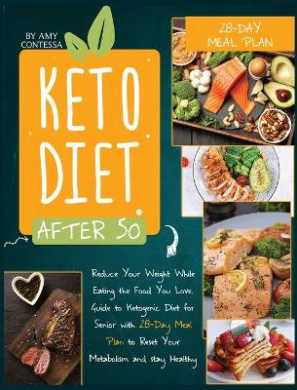 BY AMY
CONTESSA
28-DAY
MEAL PLAN
KETO
DIET
AFTER 50
Reduce Your Weight While
Eating the Food You Love.
Guide to Ketogenic Diet for
Senior with 28-Day Meal
Plan to Reset Your
Metabolism and stay Healthy